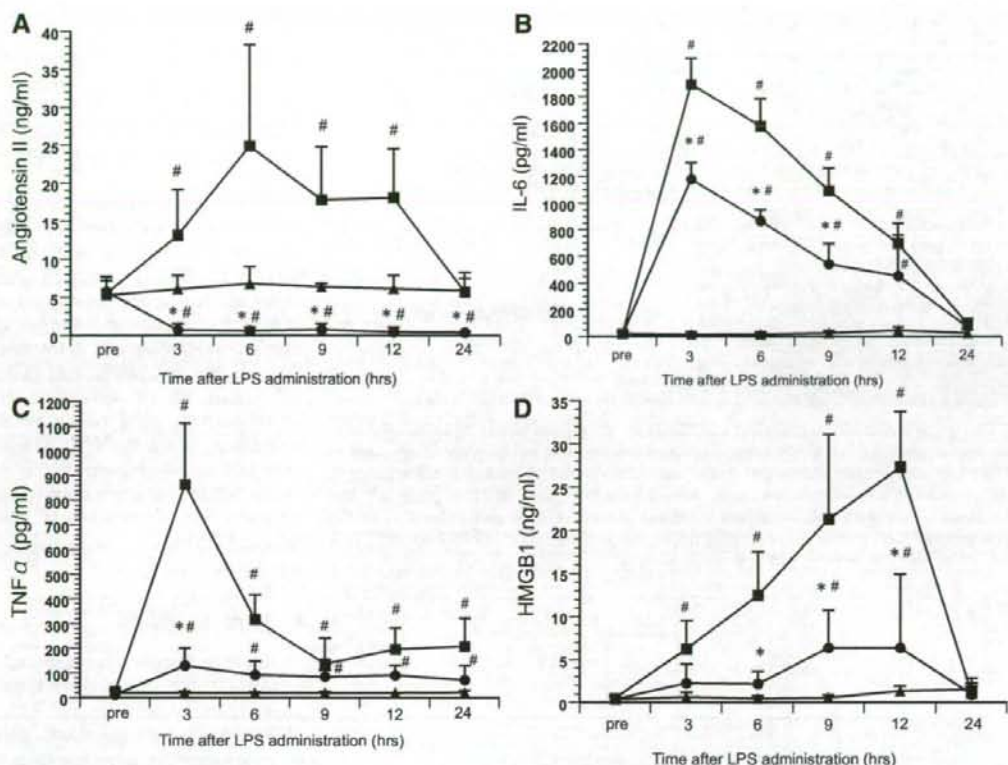 A
Angiotensin II (ng/ml)
40
35
30
25
20
15
10
5
0
# # # # #
* # * # * # * # * #
pre 3 6 9 12 24
Time after LPS administration (hrs)
B
IL-6 (pg/ml)
2200
2000
1800
1600
1400
1200
1000
800
600
400
200
0
# # # #
* # * # * # #
pre 3 6 9 12 24
Time after LPS administration (hrs)
C
TNF α (pg/ml)
1200
1100
1000
900
800
700
600
500
400
300
200
100
0
# # # # #
* # # # # #
pre 3 6 9 12 24
Time after LPS administration (hrs)
D
HMGB1 (ng/ml)
35
30
25
20
15
10
5
0
# # # # #
* * # * #
pre 3 6 9 12 24
Time after LPS administration (hrs)